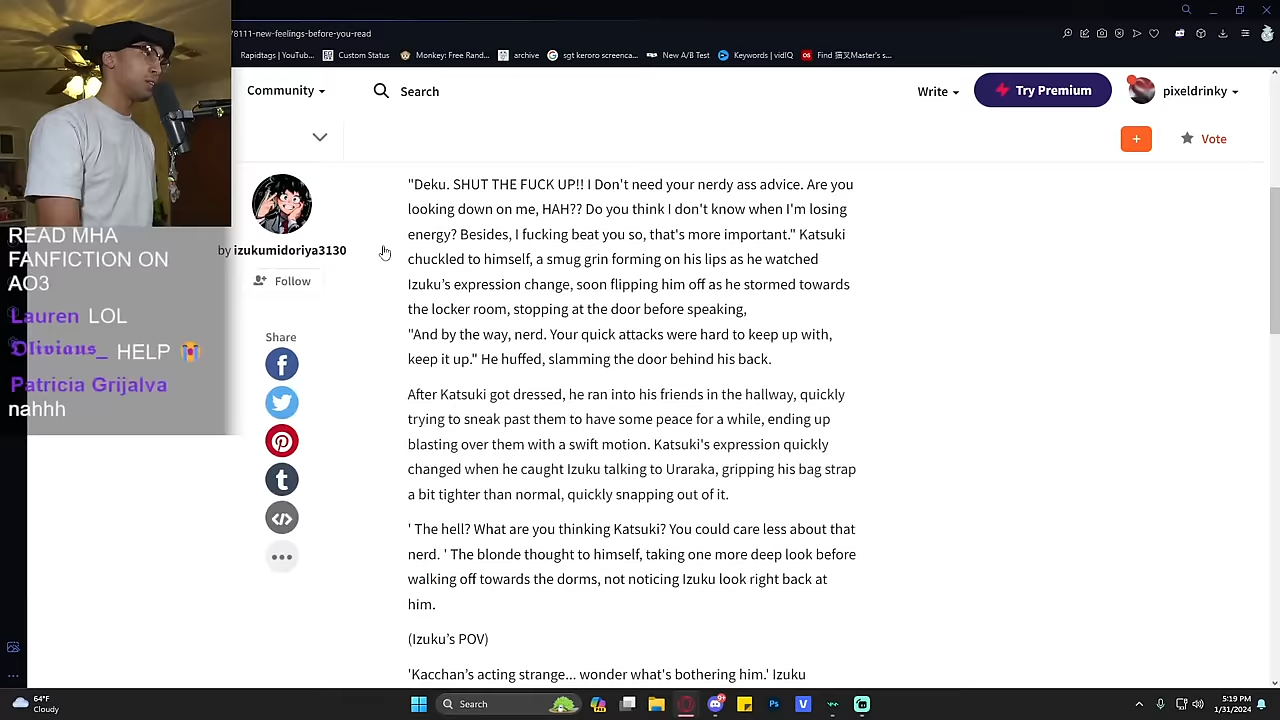 78111-new-feelings-before-you-read
Rapidtags | YouTub... Custom Status Monkey: Free Rand... archive sgt keroro screenca... New A/B Test Keywords | vidIQ Find 描叉Master's s...
Community Search Write Try Premium pixeldrinky
+ Vote
by izukumidoriya3130
Follow
Share
"Deku. SHUT THE FUCK UP!! I Don't need your nerdy ass advice. Are you
looking down on me, HAH?? Do you think I don't know when I'm losing
energy? Besides, I fucking beat you so, that's more important." Katsuki
chuckled to himself, a smug grin forming on his lips as he watched
Izuku’s expression change, soon flipping him off as he stormed towards
the locker room, stopping at the door before speaking,
"And by the way, nerd. Your quick attacks were hard to keep up with,
keep it up." He huffed, slamming the door behind his back.
After Katsuki got dressed, he ran into his friends in the hallway, quickly
trying to sneak past them to have some peace for a while, ending up
blasting over them with a swift motion. Katsuki's expression quickly
changed when he caught Izuku talking to Uraraka, gripping his bag strap
a bit tighter than normal, quickly snapping out of it.
' The hell? What are you thinking Katsuki? You could care less about that
nerd. ' The blonde thought to himself, taking one more deep look before
walking off towards the dorms, not noticing Izuku look right back at
him.
(Izuku’s POV)
'Kacchan’s acting strange... wonder what's bothering him.' Izuku
READ MHA
FANFICTION ON
AO3
Lauren LOL
Olivians_ HELP 😭
Patricia Grijalva
nahhh
64°F
Cloudy
Search
5:19 PM
1/31/2024